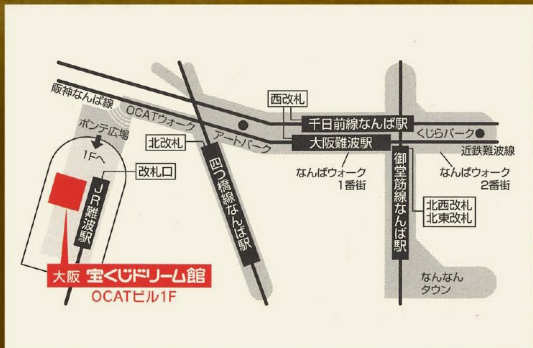 阪神なんば線
OCATウォーク
アートパーク
ポンテ広場
1Fへ
改札口
JR難波駅
北改札
四つ橋線なんば駅
西改札
千日前線なんば駅
大阪難波駅
くじらパーク
近鉄難波線
なんばウォーク
1番街
御堂筋線なんば駅
なんばウォーク
2番街
北西改札
北東改札
なんなん
タウン
大阪 宝くじドリーム館
OCATビル1F